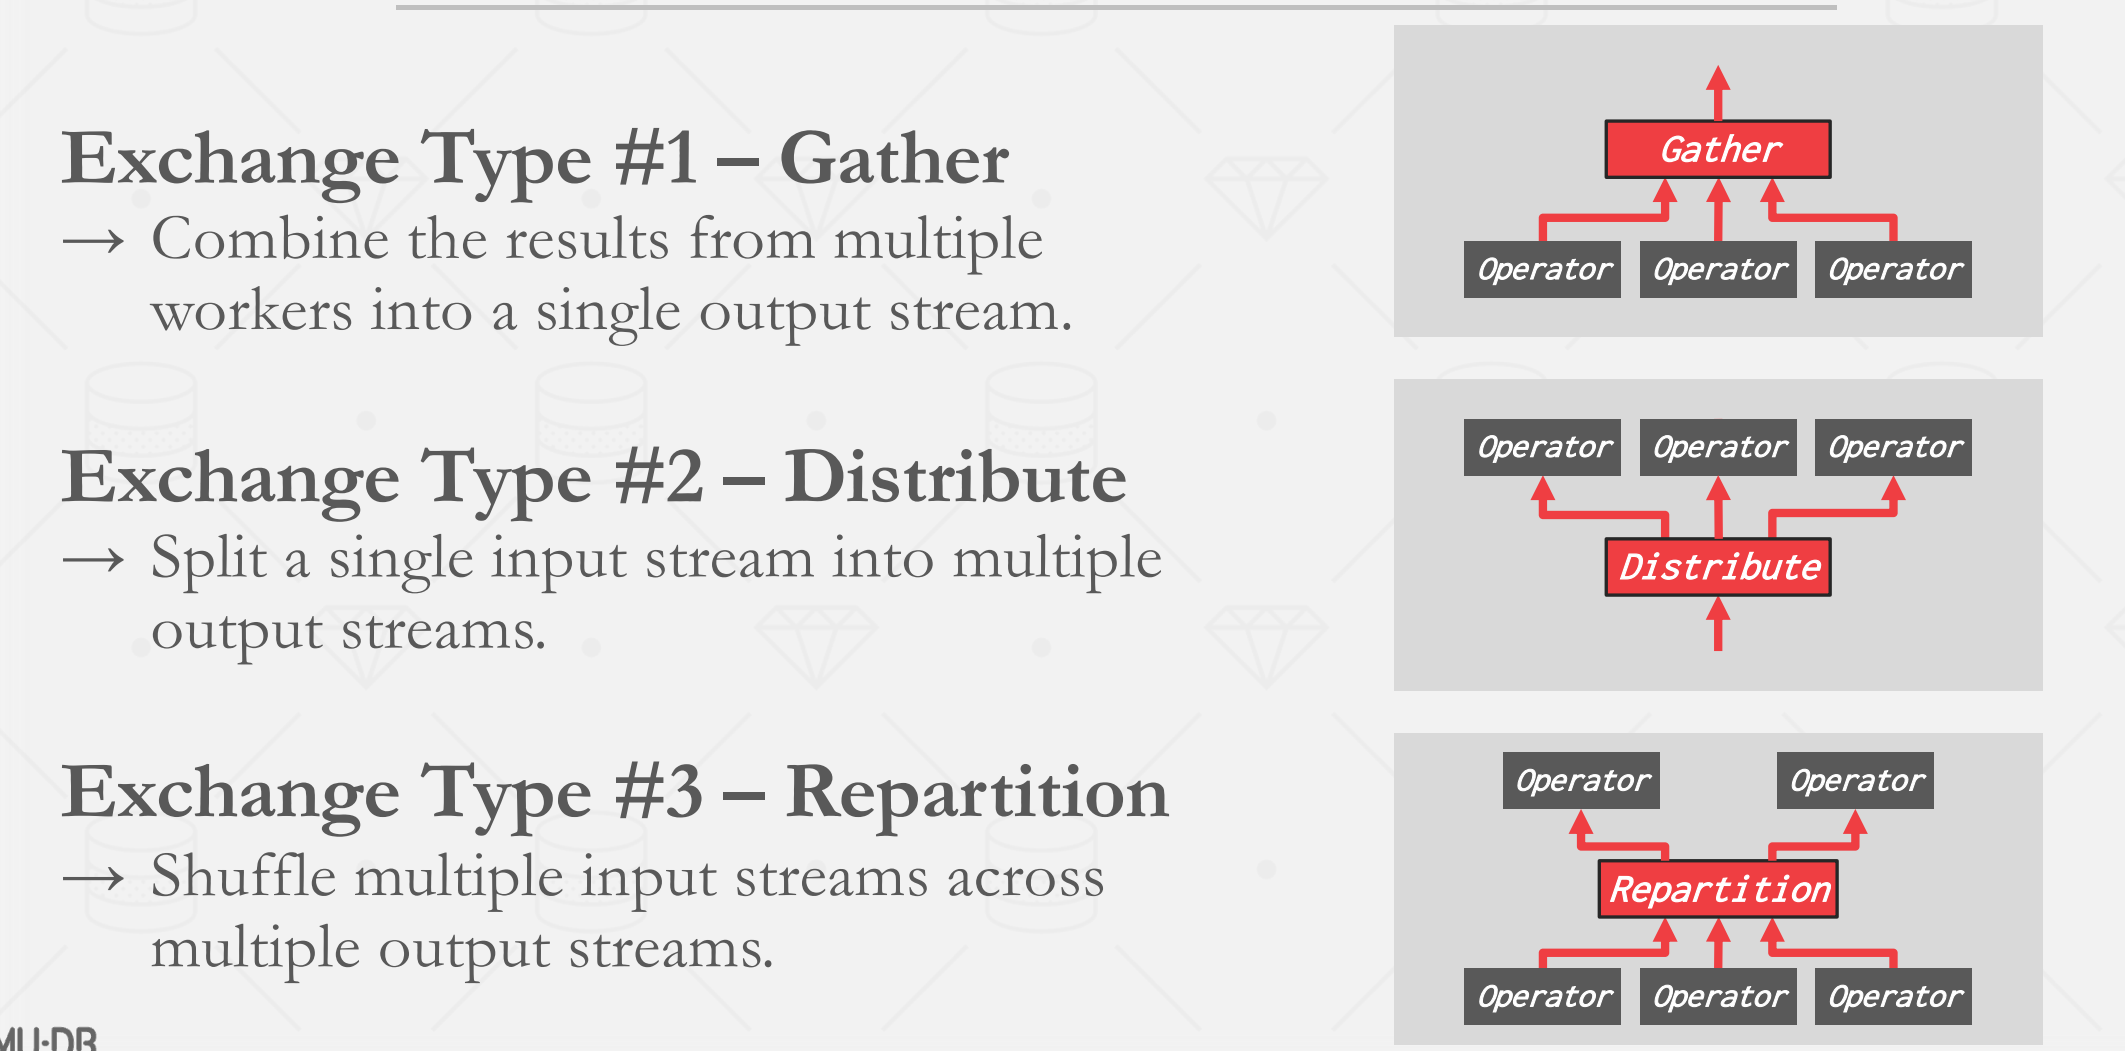 Exchange Type #1 – Gather
→ Combine the results from multiple
workers into a single output stream.
Gather
Operator Operator Operator
Exchange Type #2 – Distribute
→ Split a single input stream into multiple
output streams.
Operator Operator Operator
Distribute
Exchange Type #3 – Repartition
→ Shuffle multiple input streams across
multiple output streams.
Operator Operator
Repartition
Operator Operator Operator